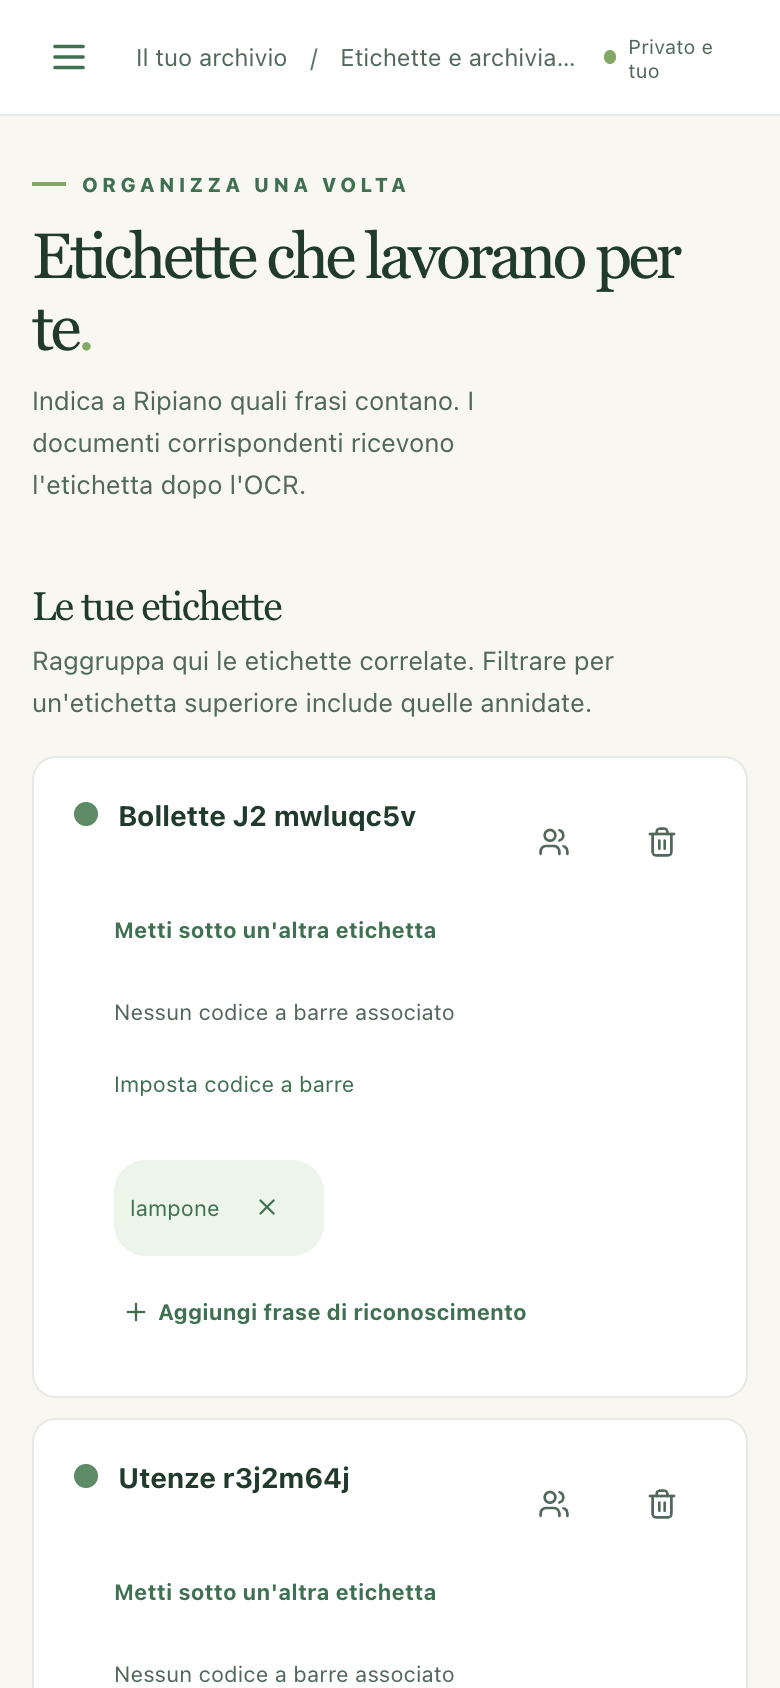 Il tuo archivio / Etichette e archivia...
Privato e
tuo
ORGANIZZA UNA VOLTA
Etichette che lavorano per
te.
Indica a Ripiano quali frasi contano. I
documenti corrispondenti ricevono
l'etichetta dopo l'OCR.
Le tue etichette
Raggruppa qui le etichette correlate. Filtrare per
un'etichetta superiore include quelle annidate.
Bollette J2 mwluqc5v
Metti sotto un'altra etichetta
Nessun codice a barre associato
Imposta codice a barre
lampone
Aggiungi frase di riconoscimento
Utenze r3j2m64j
Metti sotto un'altra etichetta
Nessun codice a barre associato